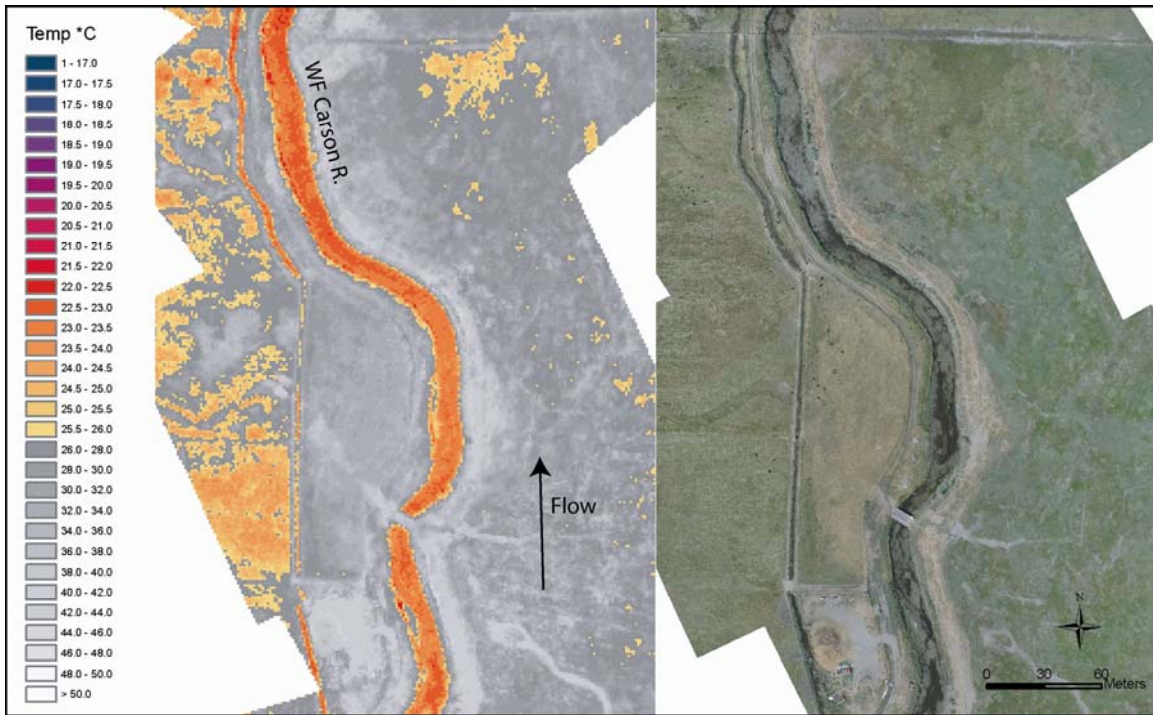 Temp *C
1 - 17.0
17.0 - 17.5
17.5 - 18.0
18.0 - 18.5
18.5 - 19.0
19.0 - 19.5
19.5 - 20.0
20.0 - 20.5
20.5 - 21.0
21.0 - 21.5
21.5 - 22.0
22.0 - 22.5
22.5 - 23.0
23.0 - 23.5
23.5 - 24.0
24.0 - 24.5
24.5 - 25.0
25.0 - 25.5
25.5 - 26.0
26.0 - 28.0
28.0 - 30.0
30.0 - 32.0
32.0 - 34.0
34.0 - 36.0
36.0 - 38.0
38.0 - 40.0
40.0 - 42.0
42.0 - 44.0
44.0 - 46.0
46.0 - 48.0
48.0 - 50.0
> 50.0
WF Carson R.
Flow
N
0 30 60
Meters